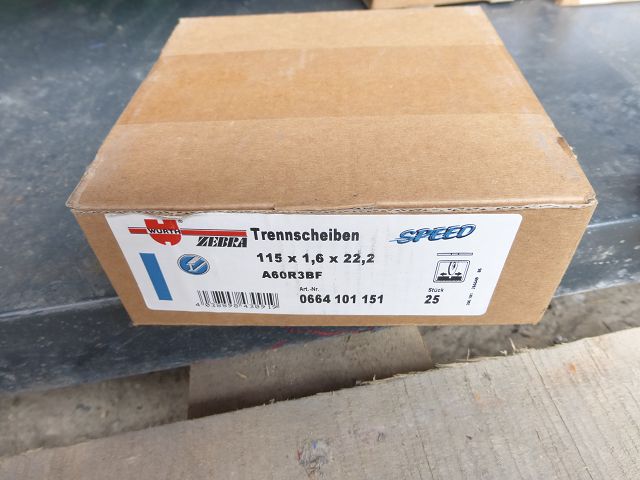 WÜRTH®
ZEBRA
Trennscheiben
SPEED
115 x 1,6 x 22,2
A60R3BF
Art.-Nr.
0664 101 151
Stück
25